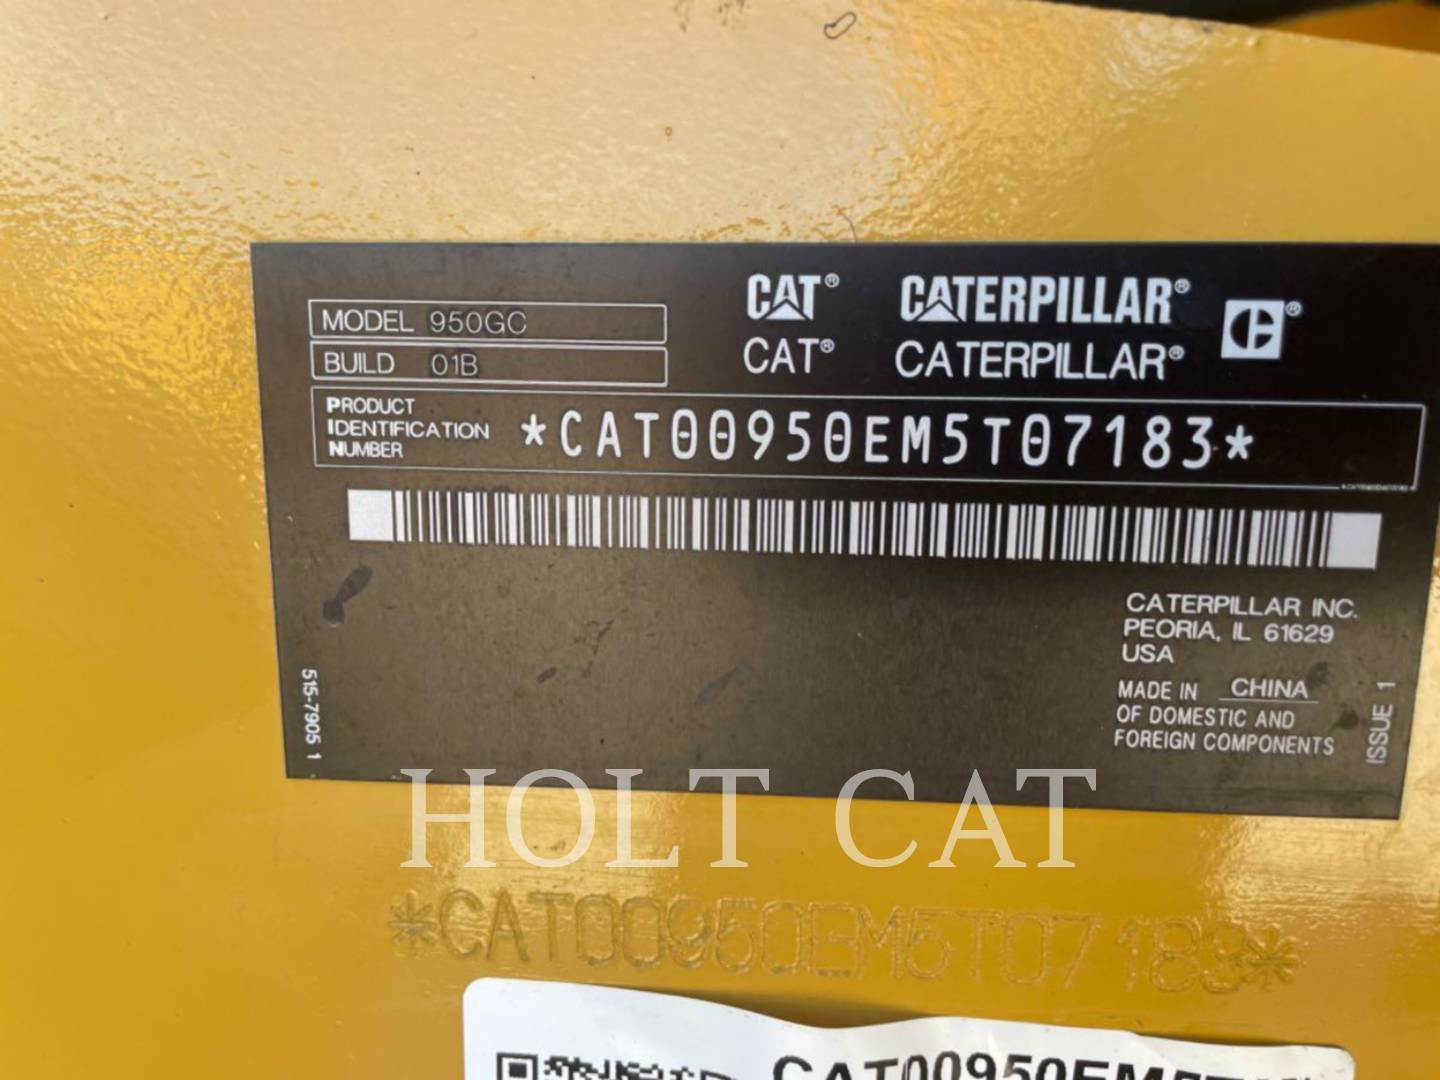 CAT® CATERPILLAR®
CAT® CATERPILLAR®
MODEL 950GC
BUILD 01B
PRODUCT
IDENTIFICATION
NUMBER
*CAT00950EM5T07183*
CATERPILLAR INC.
PEORIA, IL 61629
USA
MADE IN CHINA
OF DOMESTIC AND
FOREIGN COMPONENTS
ISSUE 1
515-7905 1
HOLT CAT
*CAT00950EM5T07183*
CAT00950EM5T